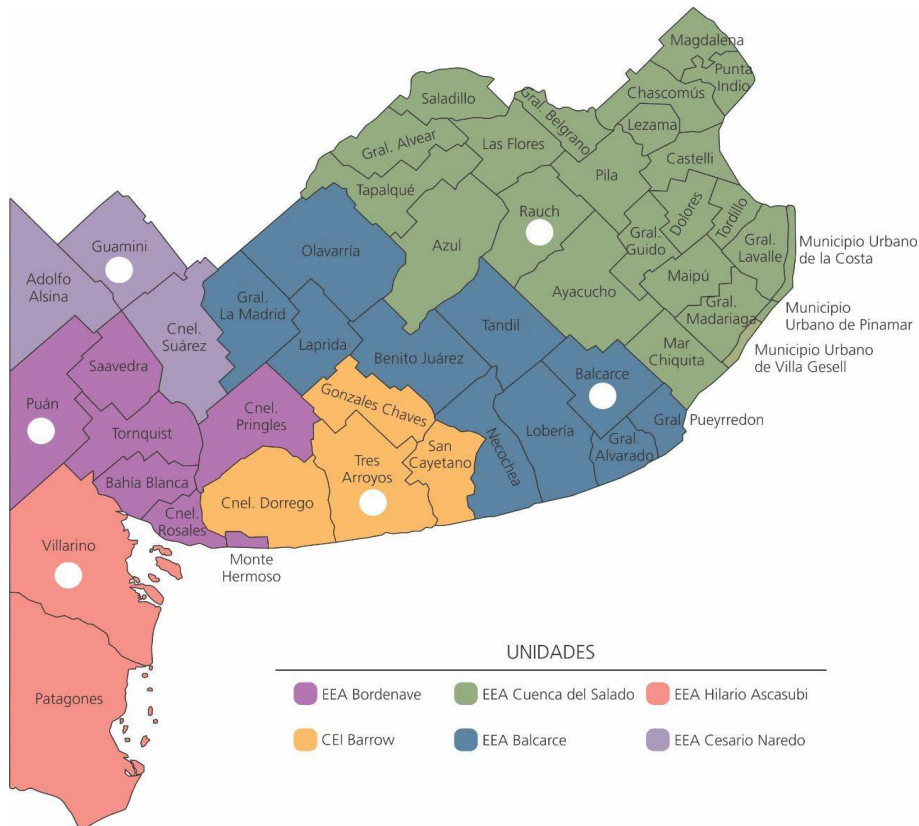 Magdalena
Punta
Indio
Chascomús
Saladillo
Gral. Belgrano
Lezama
Gral. Alvear
Las Flores
Castelli
Pila
Tapalqué
Rauch
Dolores
Tordillo
Azul
Gral.
Guido
Gral.
Lavalle
Municipio Urbano
de la Costa
Guamini
Olavarría
Adolfo
Alsina
Maipú
Ayacucho
Gral.
La Madrid
Gral.
Madariaga
Municipio
Urbano de Pinamar
Cnel.
Suárez
Tandil
Laprida
Mar
Chiquita
Municipio Urbano
de Villa Gesell
Benito Juárez
Saavedra
Balcarce
Gonzales Chaves
Puán
Cnel.
Pringles
Gral. Pueyrredon
Tornquist
Necochea
Lobería
San
Cayetano
Gral.
Alvarado
Tres
Arroyos
Bahía Blanca
Cnel. Dorrego
Cnel.
Rosales
Villarino
Monte
Hermoso
Patagones
UNIDADES
EEA Bordenave
EEA Cuenca del Salado
EEA Hilario Ascasubi
CEI Barrow
EEA Balcarce
EEA Cesario Naredo